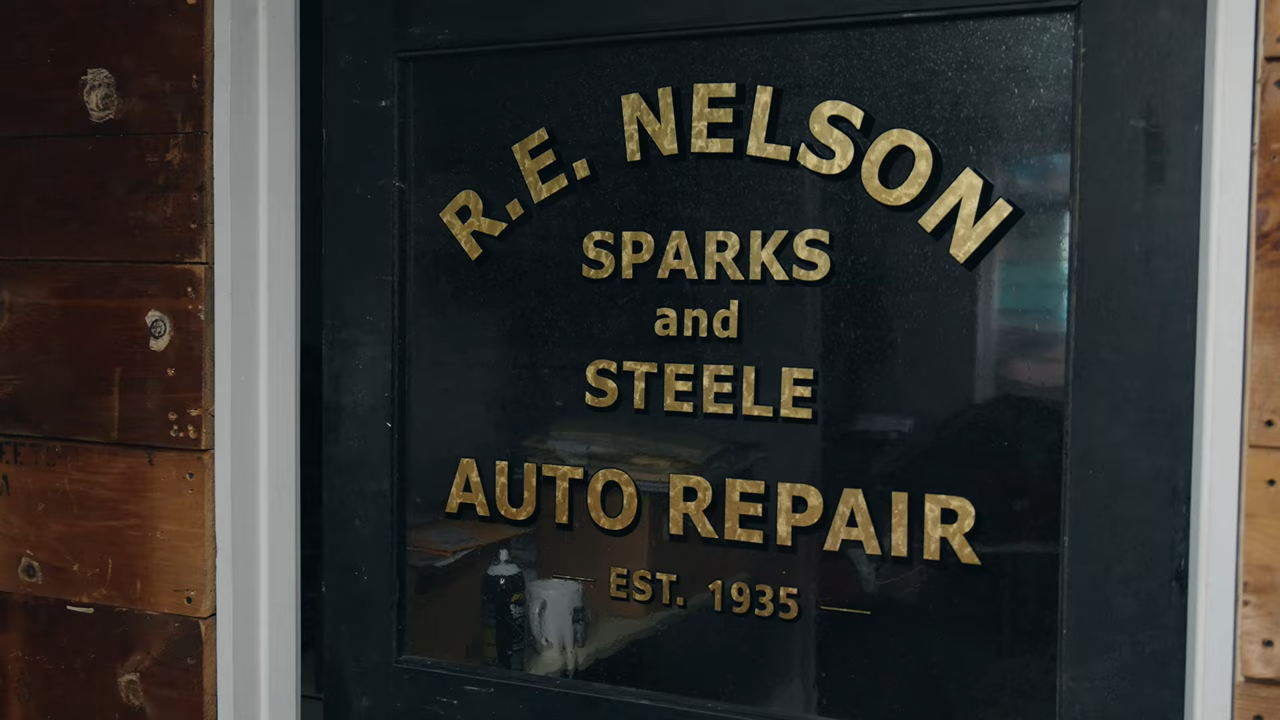 R.E. NELSON
SPARKS
and
STEELE
AUTO REPAIR
EST. 1935